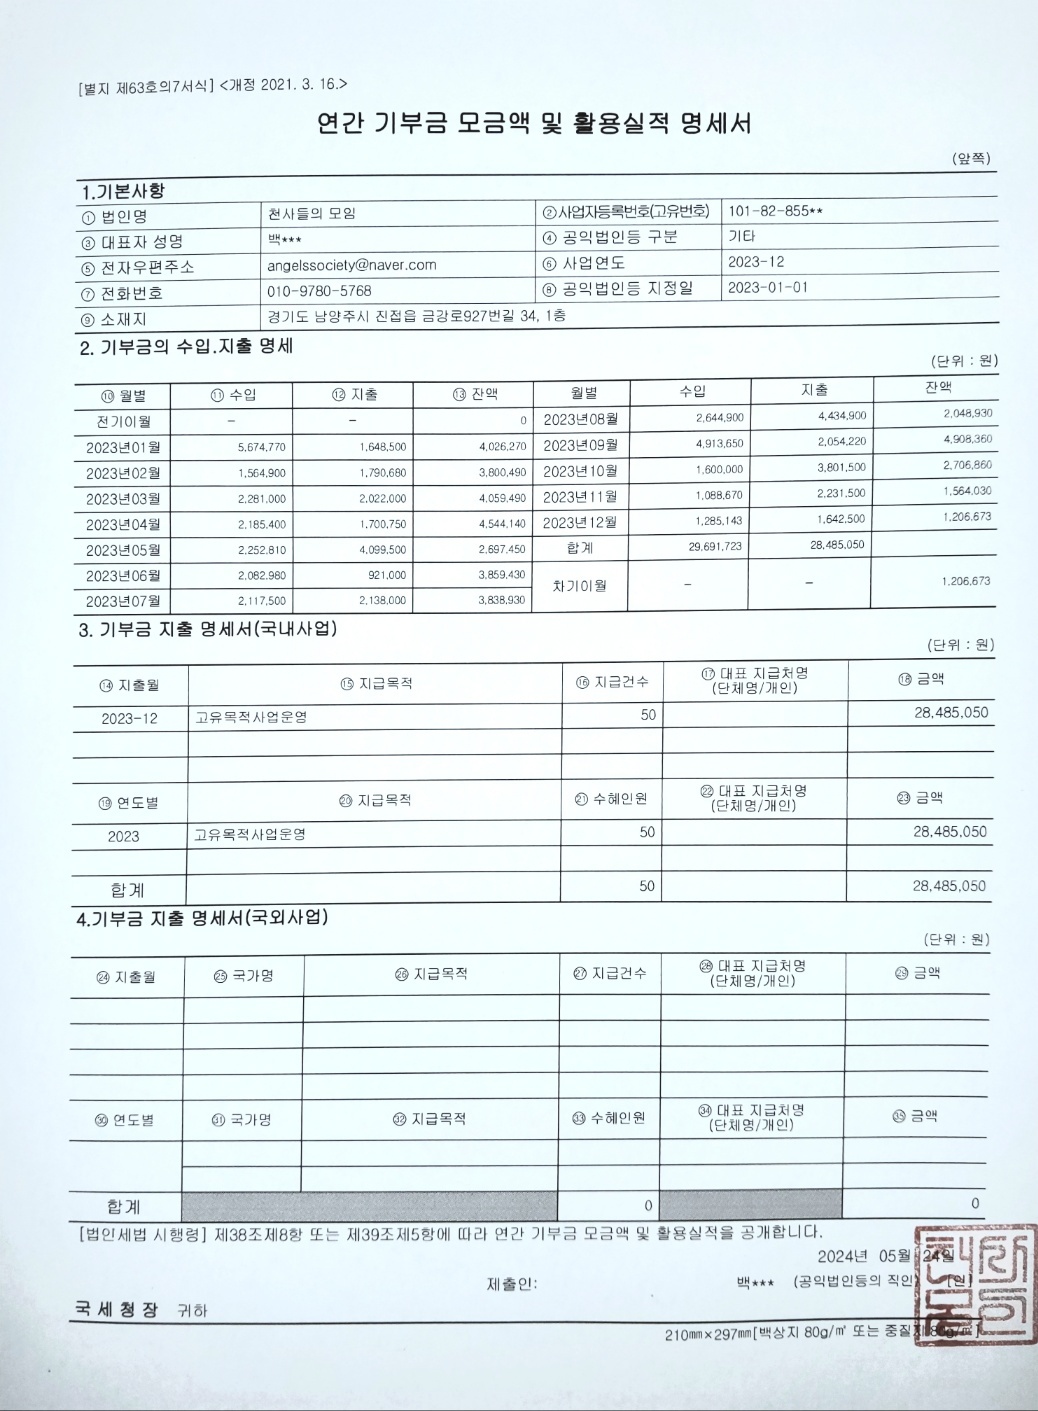 [별지 제63호의7서식] <개정 2021. 3. 16.>
연간 기부금 모금액 및 활용실적 명세서
(앞쪽)
1.기본사항
① 법인명 천사들의 모임 ②사업자등록번호(고유번호) 101-82-855**
③ 대표자 성명 백*** ④ 공익법인등 구분 기타
⑤ 전자우편주소 angelssociety@naver.com ⑥ 사업연도 2023-12
⑦ 전화번호 010-9780-5768 ⑧ 공익법인등 지정일 2023-01-01
⑨ 소재지 경기도 남양주시 진접읍 금강로927번길 34, 1층
2. 기부금의 수입.지출 명세
(단위 : 원)
⑩ 월별 ⑪ 수입 ⑫ 지출 ⑬ 잔액 월별 수입 지출 잔액
전기이월 – – 0 2023년08월 2,644,900 4,434,900 2,048,930
2023년01월 5,674,770 1,648,500 4,026,270 2023년09월 4,913,650 2,054,220 4,908,360
2023년02월 1,564,900 1,790,680 3,800,490 2023년10월 1,600,000 3,801,500 2,706,860
2023년03월 2,281,000 2,022,000 4,059,490 2023년11월 1,088,670 2,231,500 1,564,030
2023년04월 2,185,400 1,700,750 4,544,140 2023년12월 1,285,143 1,642,500 1,206,673
2023년05월 2,252,810 4,099,500 2,697,450 합계 29,691,723 28,485,050
2023년06월 2,082,980 921,000 3,859,430 차기이월 – – 1,206,673
2023년07월 2,117,500 2,138,000 3,838,930
3. 기부금 지출 명세서(국내사업)
(단위 : 원)
⑭ 지출월 ⑮ 지급목적 ⑯ 지급건수 ⑰ 대표 지급처명 (단체명/개인) ⑱ 금액
2023-12 고유목적사업운영 50 28,485,050
⑲ 연도별 ⑳ 지급목적 ㉑ 수혜인원 ㉒ 대표 지급처명 (단체명/개인) ㉓ 금액
2023 고유목적사업운영 50 28,485,050
합계 50 28,485,050
4.기부금 지출 명세서(국외사업)
(단위 : 원)
㉔ 지출월 ㉕ 국가명 ㉖ 지급목적 ㉗ 지급건수 ㉘ 대표 지급처명 (단체명/개인) ㉙ 금액
㉚ 연도별 ㉛ 국가명 ㉜ 지급목적 ㉝ 수혜인원 ㉞ 대표 지급처명 (단체명/개인) ㉟ 금액
합계 0 0
[법인세법 시행령] 제38조제8항 또는 제39조제5항에 따라 연간 기부금 모금액 및 활용실적을 공개합니다.
2024년 05월 24일
제출인: 백*** (공익법인등의 직인) [인]
국세청장 귀하
210㎜×297㎜[백상지 80g/㎡ 또는 중질지 80g/㎡]